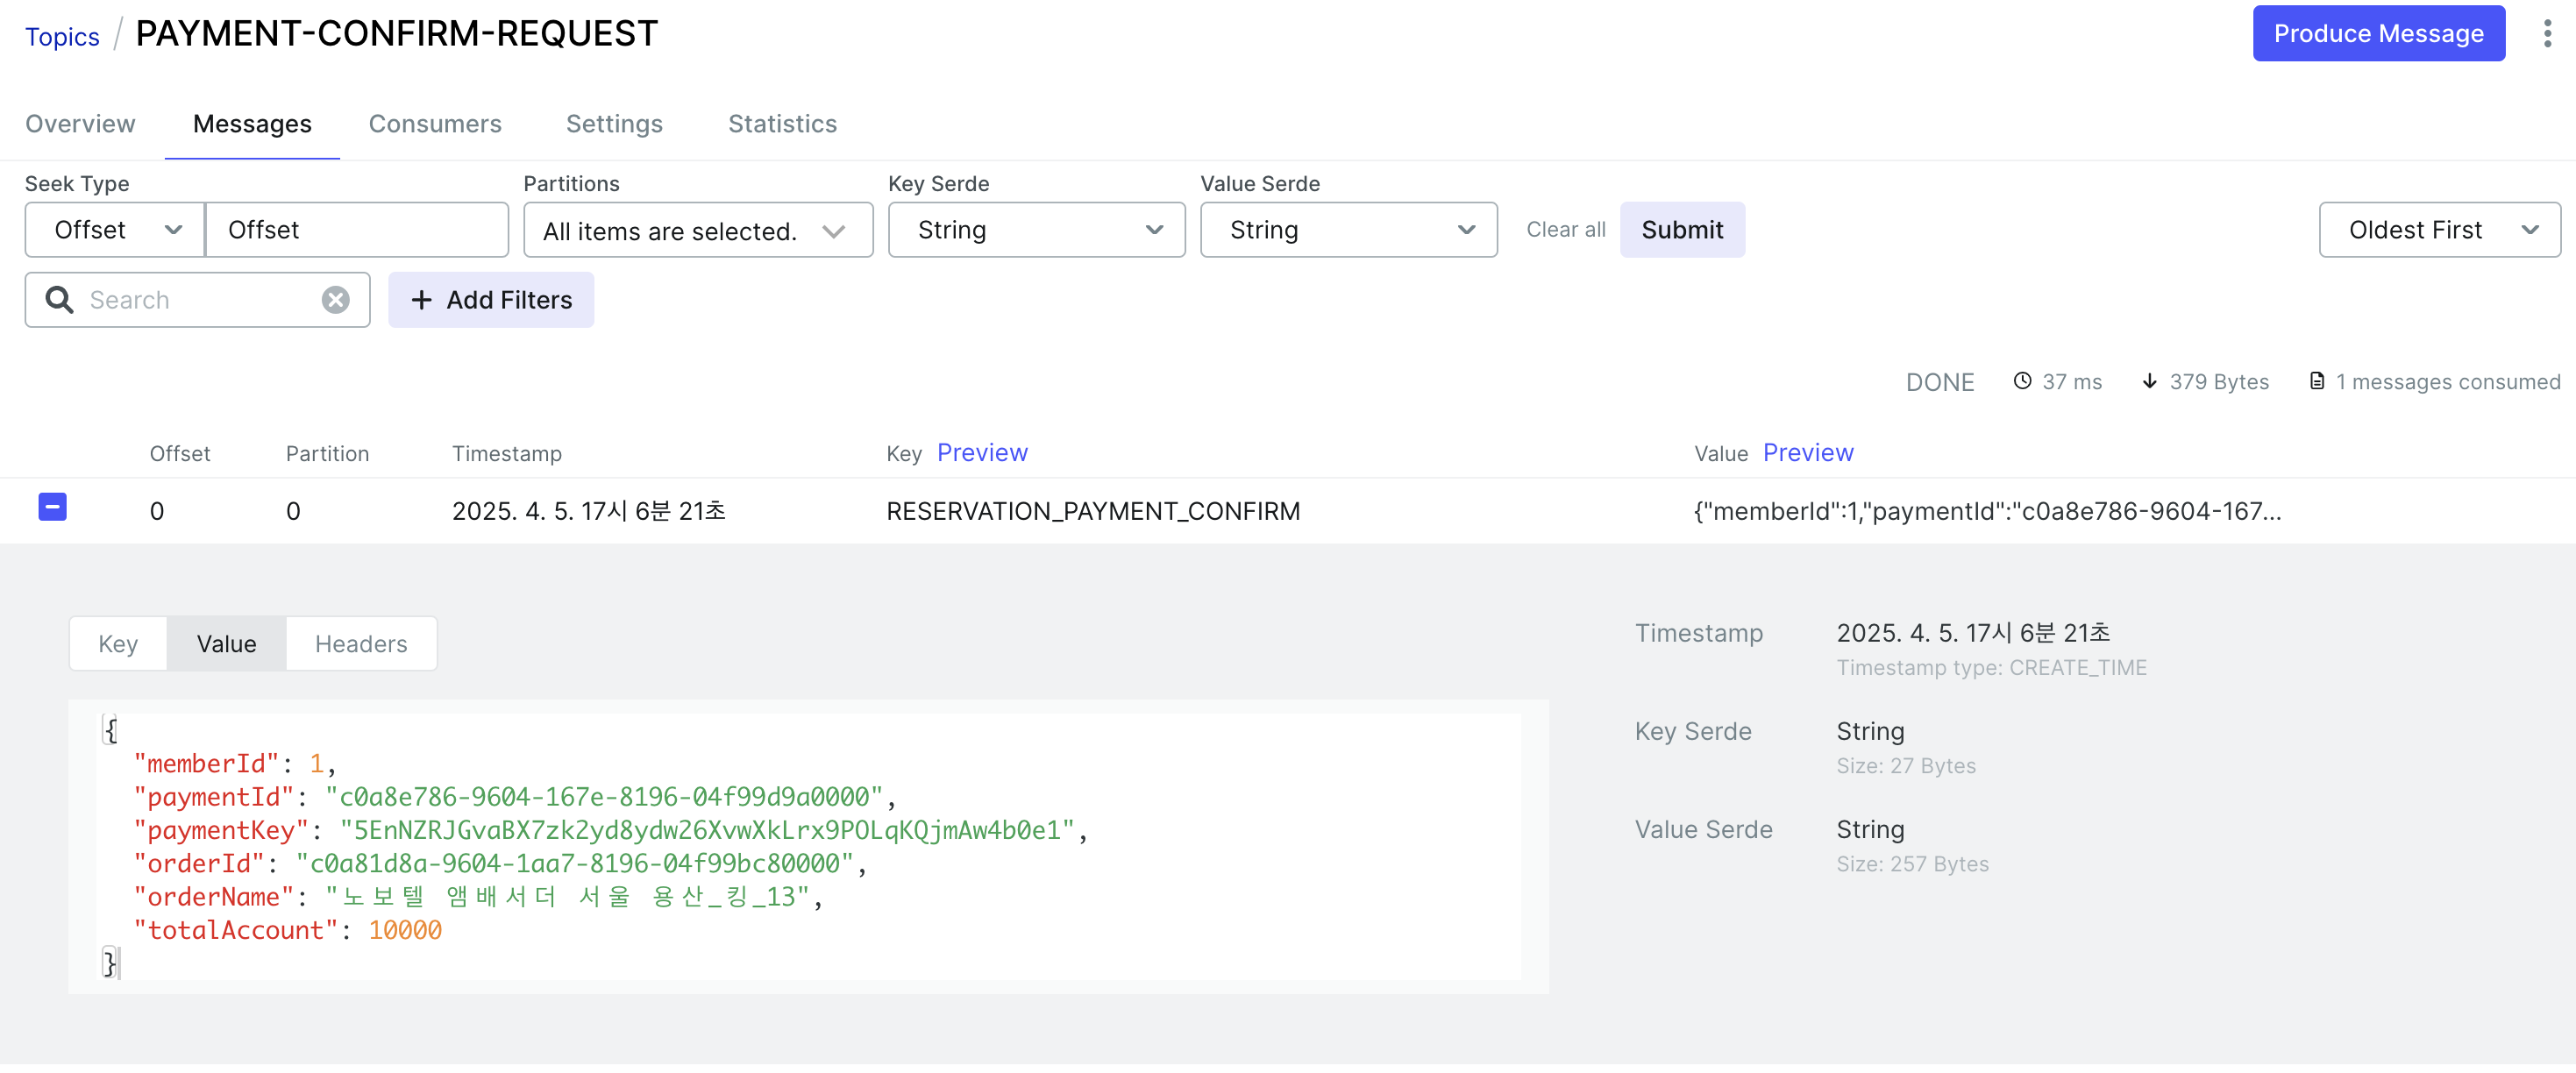 Topics / PAYMENT-CONFIRM-REQUEST
Produce Message
Overview Messages Consumers Settings Statistics
Seek Type Partitions Key Serde Value Serde
Offset Offset All items are selected. String String Clear all Submit Oldest First
Search + Add Filters
DONE 37 ms 379 Bytes 1 messages consumed
Offset Partition Timestamp Key Preview Value Preview
0 0 2025. 4. 5. 17시 6분 21초 RESERVATION_PAYMENT_CONFIRM {"memberId":1,"paymentId":"c0a8e786-9604-167...
Key Value Headers
{
"memberId": 1,
"paymentId": "c0a8e786-9604-167e-8196-04f99d9a0000",
"paymentKey": "5EnNZRJGvaBX7zk2yd8ydw26XvwXkLrx9POLqKQjmAw4b0e1",
"orderId": "c0a81d8a-9604-1aa7-8196-04f99bc80000",
"orderName": "노보텔 앰배서더 서울 용산_킹_13",
"totalAccount": 10000
}
Timestamp 2025. 4. 5. 17시 6분 21초
Timestamp type: CREATE_TIME
Key Serde String
Size: 27 Bytes
Value Serde String
Size: 257 Bytes